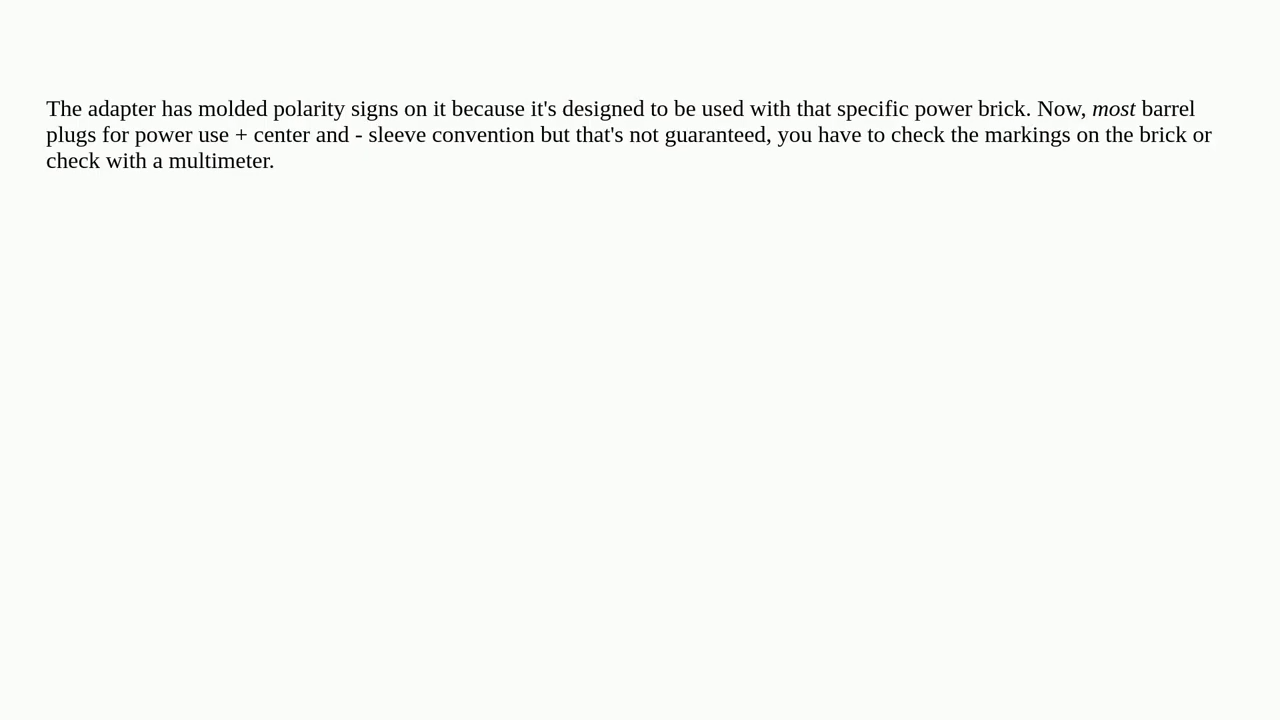 The adapter has molded polarity signs on it because it's designed to be used with that specific power brick. Now, most barrel
plugs for power use + center and - sleeve convention but that's not guaranteed, you have to check the markings on the brick or
check with a multimeter.